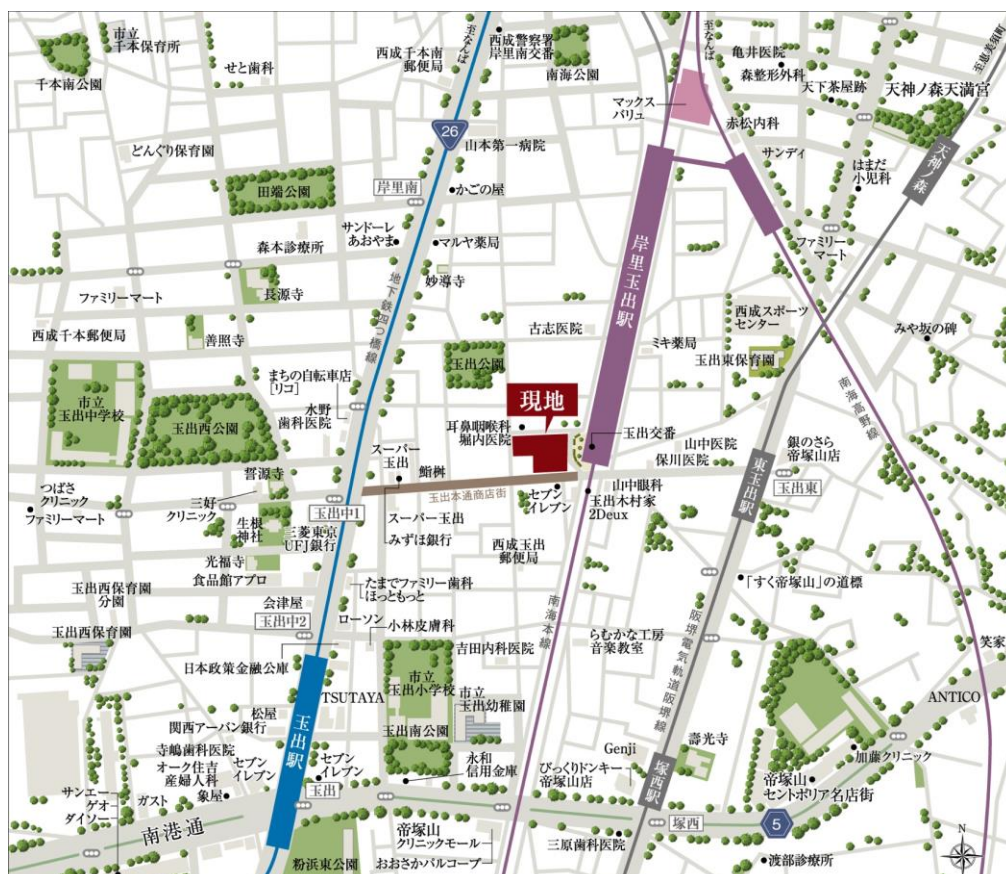 市立
千本保育所
千本南公園
せと歯科
西成千本南
郵便局
至なんば
西成警察署
岸里南交番
南海公園
至なんば
亀井医院
森整形外科
天下茶屋跡
天神ノ森天満宮
至恵美須町
マックス
バリュ
赤松内科
26
山本第一病院
サンディ
天神ノ森
はまだ
小児科
どんぐり保育園
田端公園
岸里南
かごの屋
サンドーレ
あおやま
マルヤ薬局
森本診療所
岸里玉出駅
ファミリー
マート
妙導寺
長源寺
地下鉄四つ橋線
ファミリーマート
西成千本郵便局
善照寺
古志医院
ミキ薬局
西成スポーツ
センター
玉出東保育園
みや坂の碑
南海高野線
まちの自転車店
[リコ]
玉出公園
市立
玉出中学校
玉出西公園
水野
歯科医院
現地
耳鼻咽喉科
堀内医院
玉出交番
山中医院
保川医院
銀のさら
帝塚山店
玉出東
東玉出駅
誓源寺
スーパー
玉出
鮨桝
玉出本通商店街
セブン
イレブン
山中眼科
玉出木村家
2Deux
つばさ
クリニック
ファミリーマート
三好
クリニック
玉出中1
生根
神社
三菱東京
UFJ銀行
スーパー玉出
みずほ銀行
西成玉出
郵便局
光福寺
食品館アプロ
たまでファミリー歯科
ほっともっと
「すく帝塚山」の道標
玉出西保育園
分園
会津屋
玉出中2
ローソン
小林皮膚科
南海本線
らむかな工房
音楽教室
阪堺電気軌道阪堺線
玉出西保育園
吉田内科医院
笑家
日本政策金融公庫
市立
玉出小学校
市立
玉出幼稚園
TSUTAYA
ANTICO
松屋
関西アーバン銀行
玉出駅
玉出南公園
寺嶋歯科医院
オーク住吉
産婦人科
セブン
イレブン
セブン
イレブン
永和
信用金庫
Genji
びっくりドンキー
帝塚山店
壽光寺
塚西駅
加藤クリニック
帝塚山
セントポリア名店街
サンエー
ゲオ
ダイソー
ガスト
象屋
玉出
南港通
塚西
5
粉浜東公園
帝塚山
クリニックモール
おおさかパルコープ
三原歯科医院
渡部診療所
N